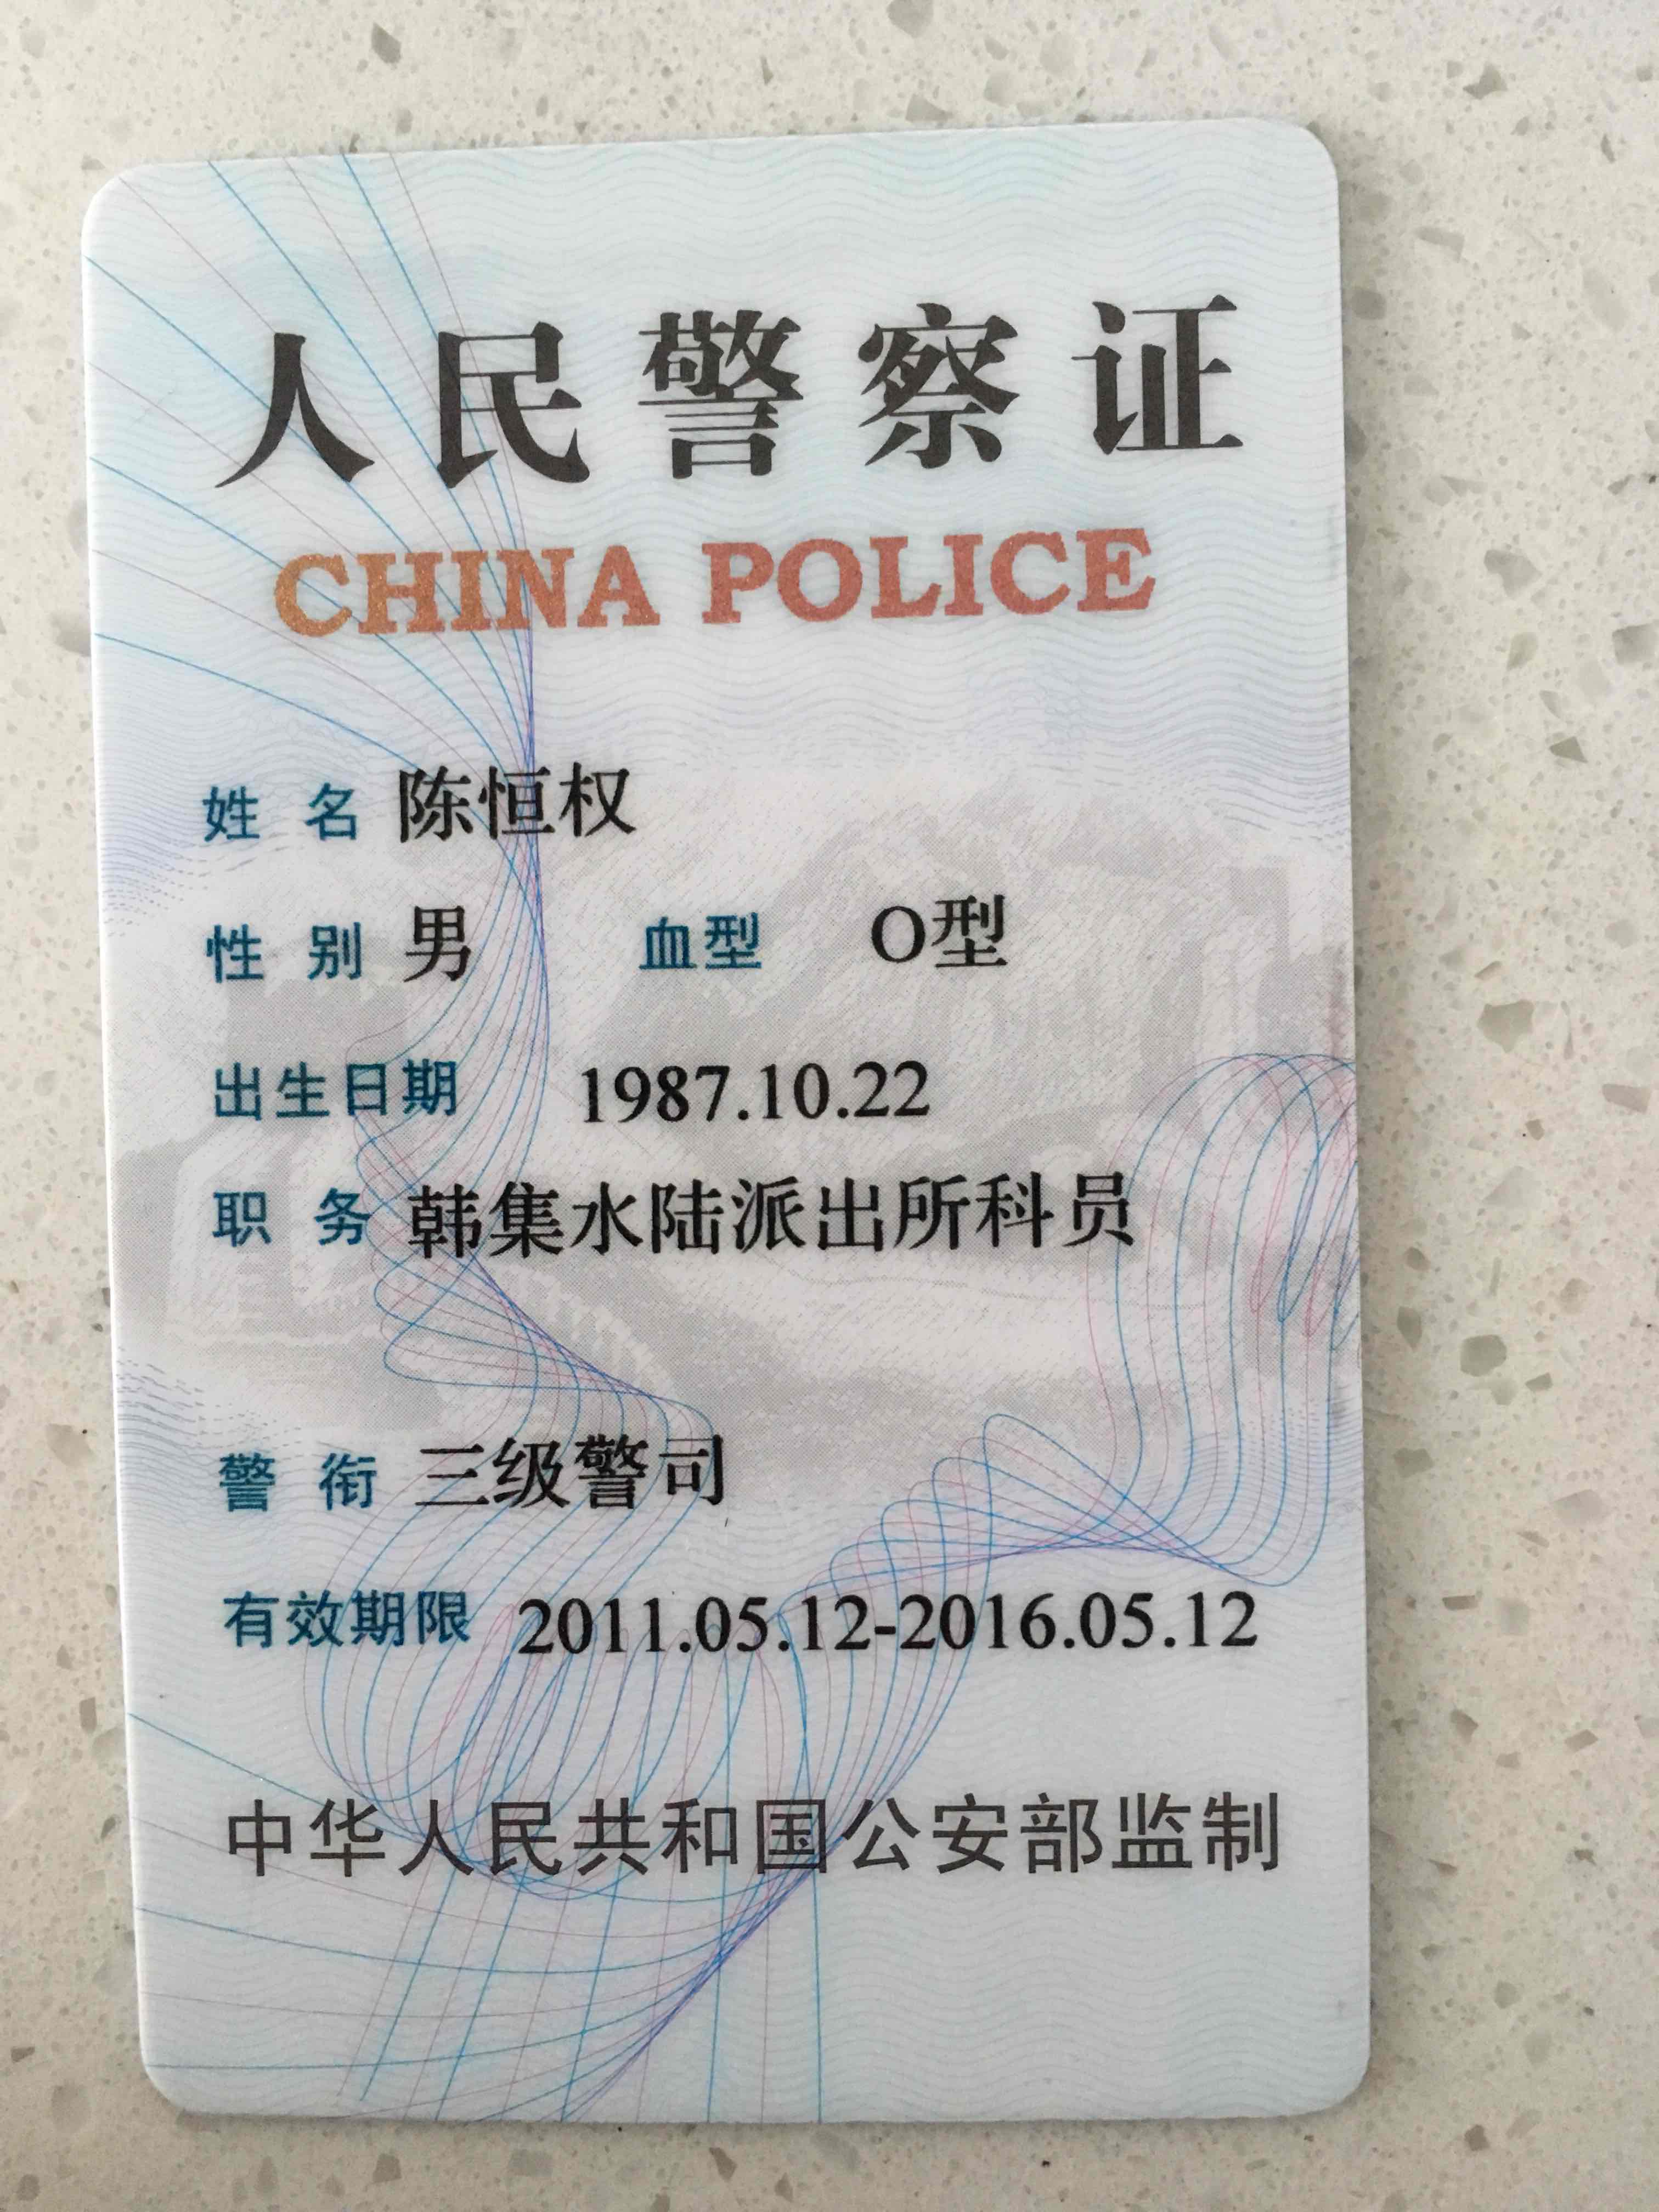 人民警察证
CHINA POLICE
姓名 陈恒权
性别 男 血型 O型
出生日期 1987.10.22
职务 韩集水陆派出所科员
警衔 三级警司
有效期限 2011.05.12-2016.05.12
中华人民共和国公安部监制